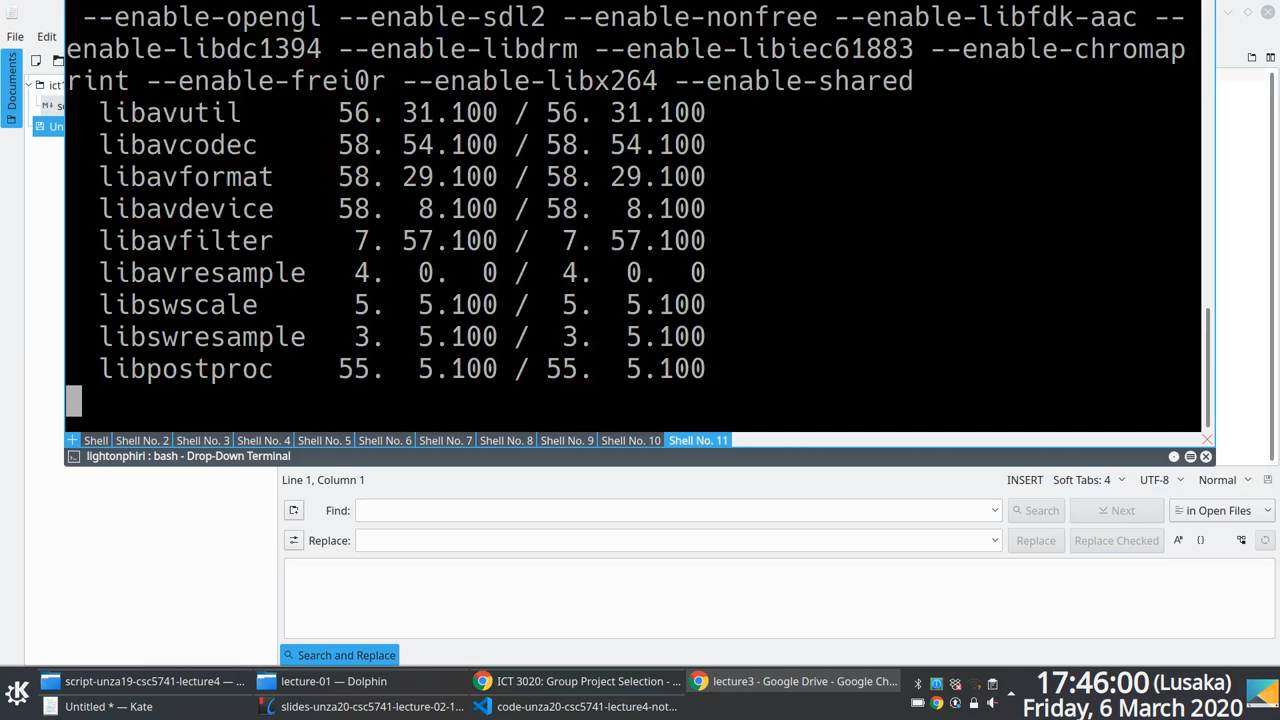 --enable-opengl --enable-sdl2 --enable-nonfree --enable-libfdk-aac --
enable-libdc1394 --enable-libdrm --enable-libiec61883 --enable-chromap
rint --enable-frei0r --enable-libx264 --enable-shared
libavutil 56. 31.100 / 56. 31.100
libavcodec 58. 54.100 / 58. 54.100
libavformat 58. 29.100 / 58. 29.100
libavdevice 58. 8.100 / 58. 8.100
libavfilter 7. 57.100 / 7. 57.100
libavresample 4. 0. 0 / 4. 0. 0
libswscale 5. 5.100 / 5. 5.100
libswresample 3. 5.100 / 3. 5.100
libpostproc 55. 5.100 / 55. 5.100
File Edit
Documents
ict
Un
Shell Shell No. 2 Shell No. 3 Shell No. 4 Shell No. 5 Shell No. 6 Shell No. 7 Shell No. 8 Shell No. 9 Shell No. 10 Shell No. 11
lightonphiri : bash - Drop-Down Terminal
Line 1, Column 1 INSERT Soft Tabs: 4 UTF-8 Normal
Find: Search Next in Open Files
Replace: Replace Replace Checked
Search and Replace
script-unza19-csc5741-lecture4 — ... lecture-01 — Dolphin ICT 3020: Group Project Selection - ... lecture3 - Google Drive - Google Ch...
Untitled * — Kate slides-unza20-csc5741-lecture-02-1... code-unza20-csc5741-lecture4-not...
17:46:00 (Lusaka)
Friday, 6 March 2020